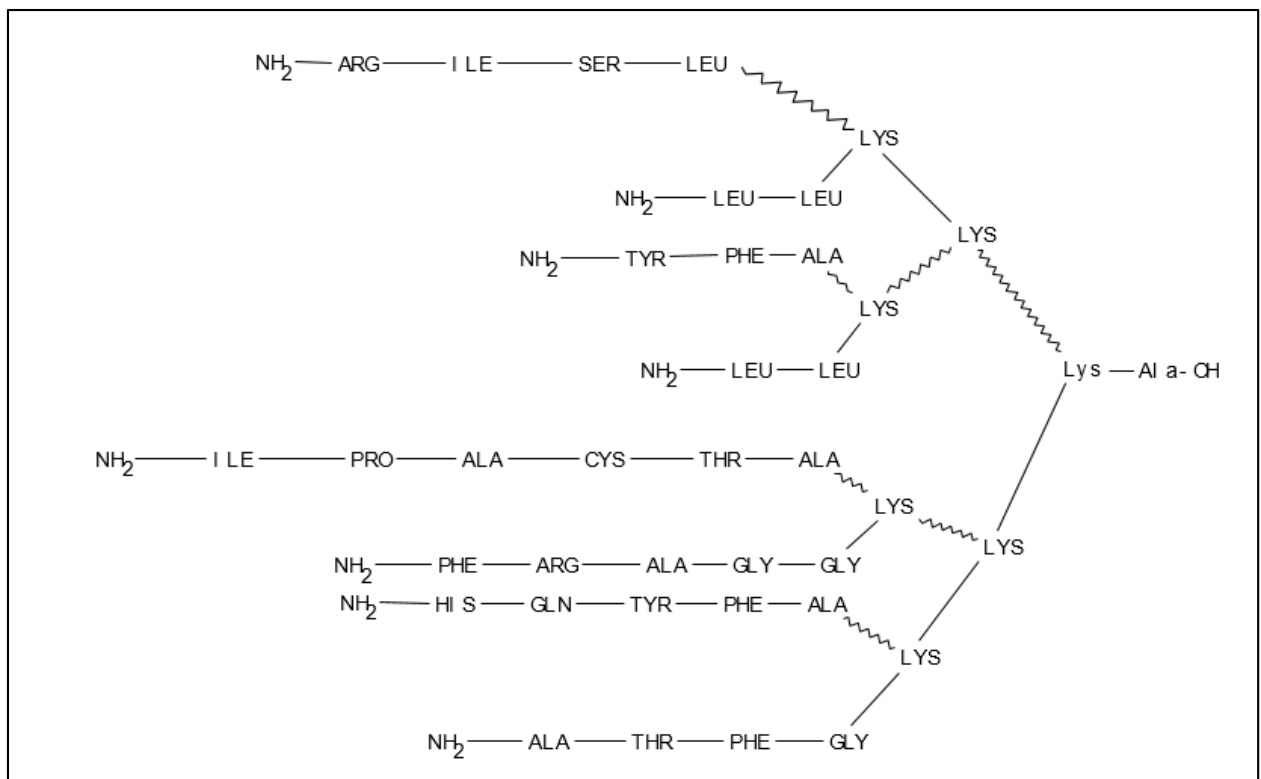 NH2 ARG ILE SER LEU
LYS
NH2 LEU LEU
LYS
NH2 TYR PHE ALA
LYS
NH2 LEU LEU
Lys Ala-OH
NH2 ILE PRO ALA CYS THR ALA
LYS
LYS
NH2 PHE ARG ALA GLY GLY
NH2 HIS GLN TYR PHE ALA
LYS
NH2 ALA THR PHE GLY